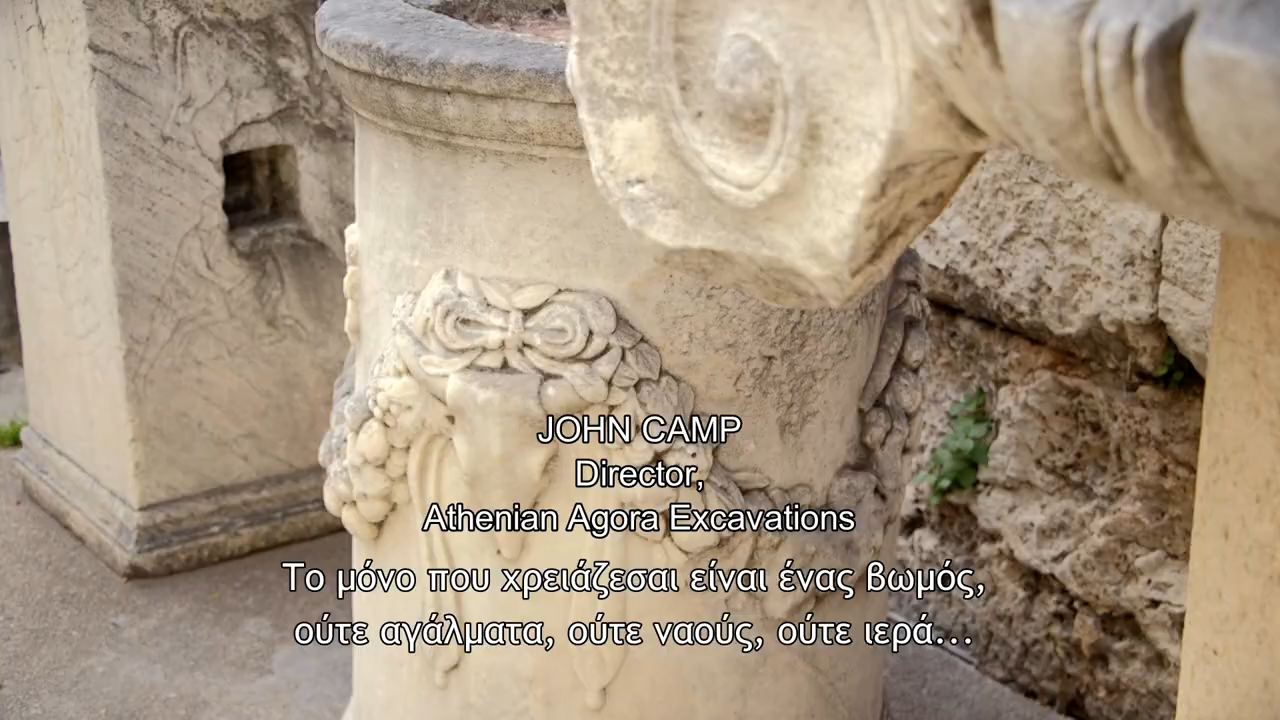 JOHN CAMP
Director,
Athenian Agora Excavations
Το μόνο που χρειάζεσαι είναι ένας βωμός,
ούτε αγάλματα, ούτε ναούς, ούτε ιερά...